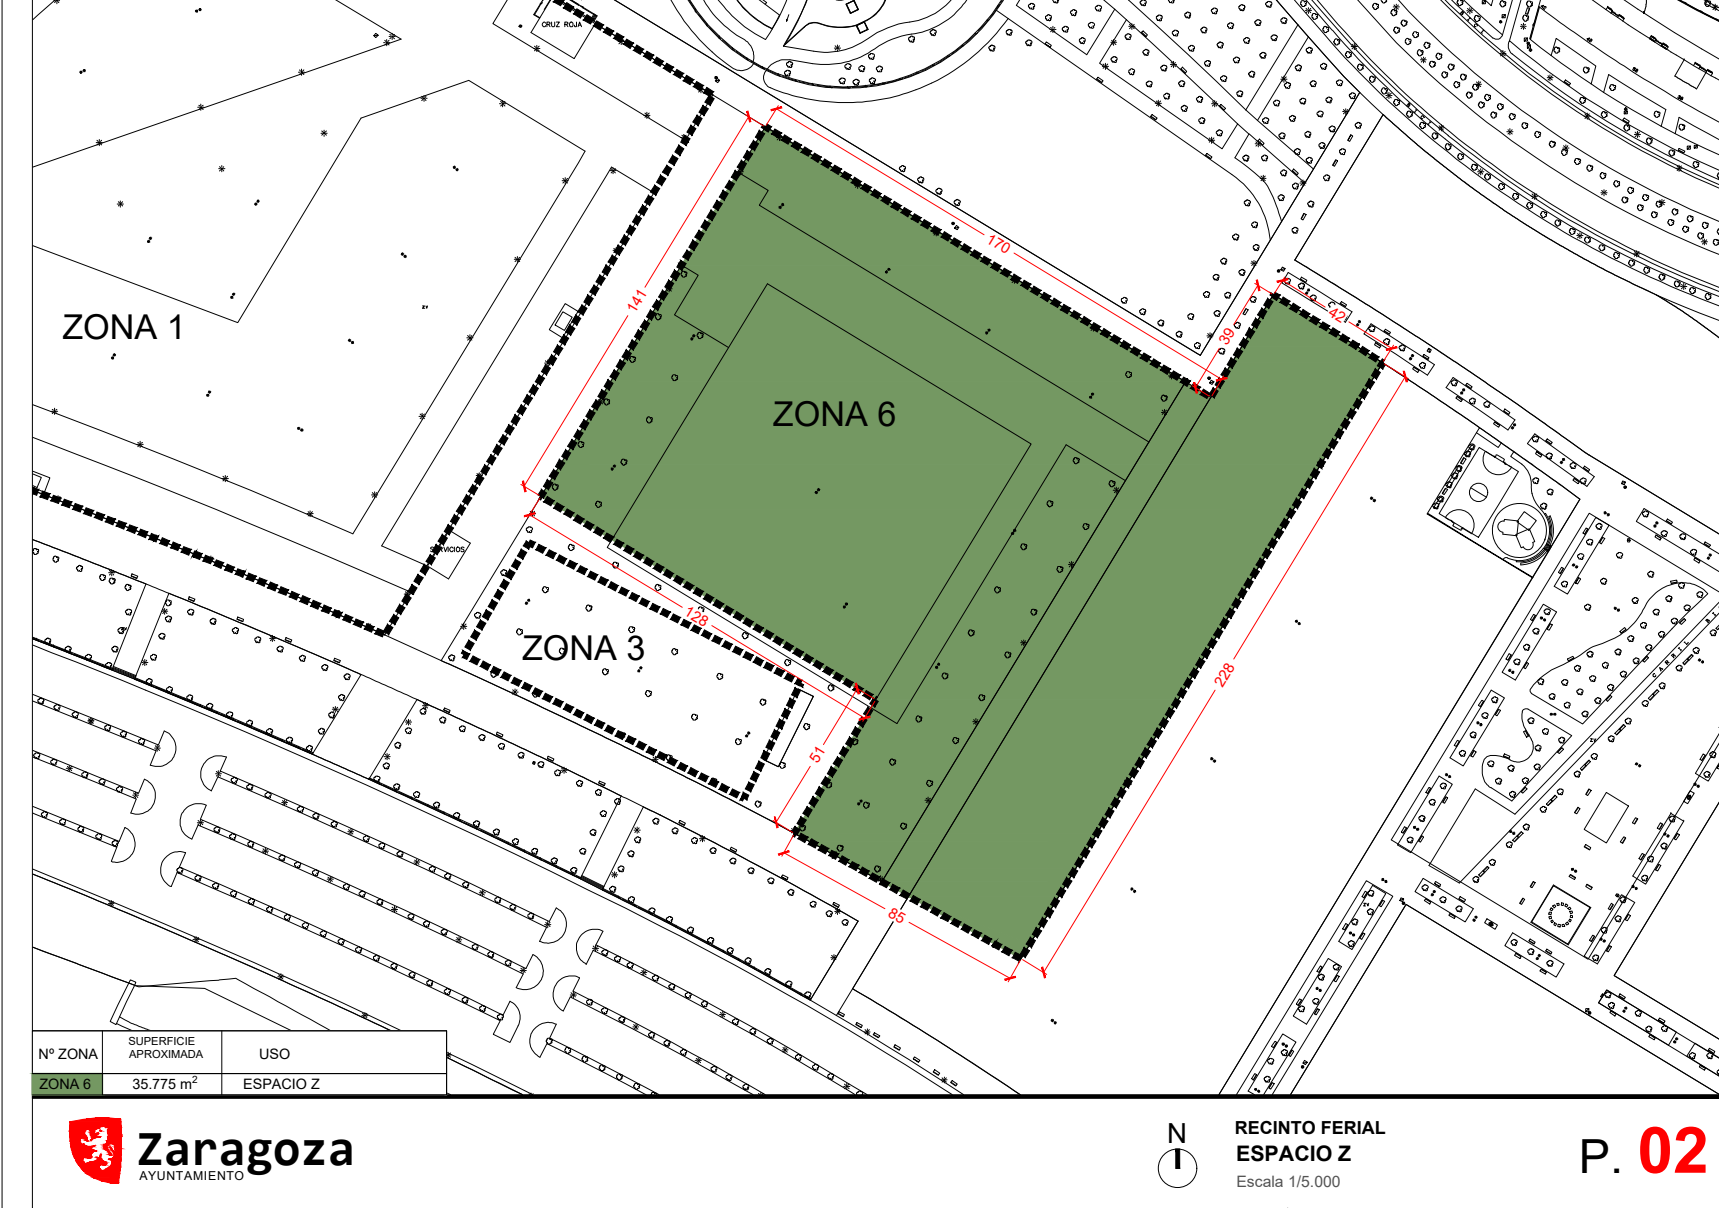 CRUZ ROJA
170
141
42
39
ZONA 1
ZONA 6
SERVICIOS
128
ZONA 3
228
51
85
Nº ZONA
SUPERFICIE
APROXIMADA
USO
ZONA 6
35.775 m²
ESPACIO Z
Zaragoza
AYUNTAMIENTO
N
RECINTO FERIAL
ESPACIO Z
Escala 1/5.000
P. 02